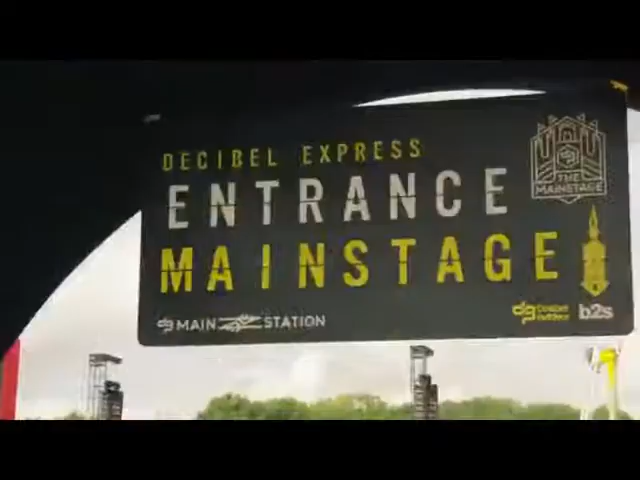 DECIBEL EXPRESS
ENTRANCE
MAINSTAGE
THE
MAINSTAGE
MAIN STATION
b2s